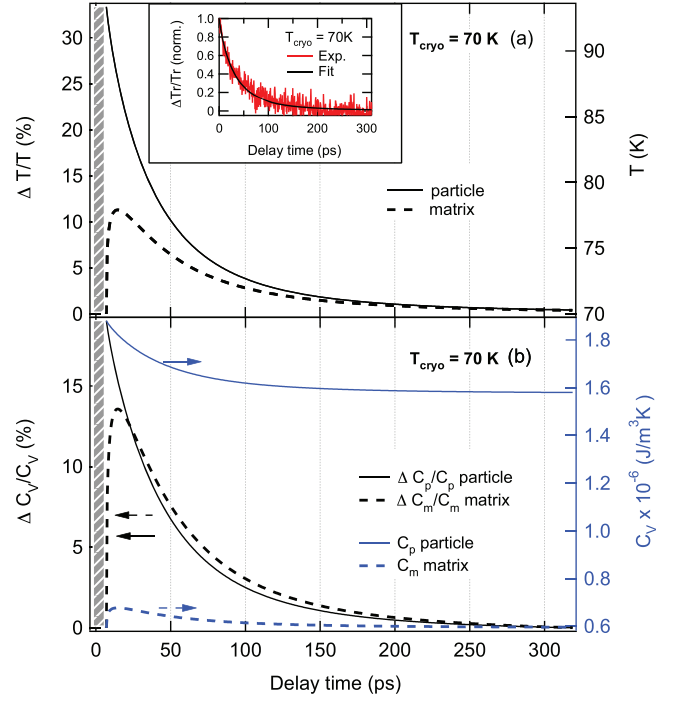 T_cryo = 70 K (a)
Δ T/T (%)
30
25
20
15
10
5
0
T (K)
90
85
80
75
70
particle
matrix
ΔTr/Tr (norm.)
1.0
0.8
0.6
0.4
0.2
0
T_cryo = 70K
Exp.
Fit
0 100 200 300
Delay time (ps)
T_cryo = 70 K (b)
Δ C_V/C_V (%)
15
10
5
0
C_V x 10^-6 (J/m^3K)
1.8
1.6
1.4
1.2
1.0
0.8
0.6
Δ C_p/C_p particle
Δ C_m/C_m matrix
C_p particle
C_m matrix
0 50 100 150 200 250 300
Delay time (ps)